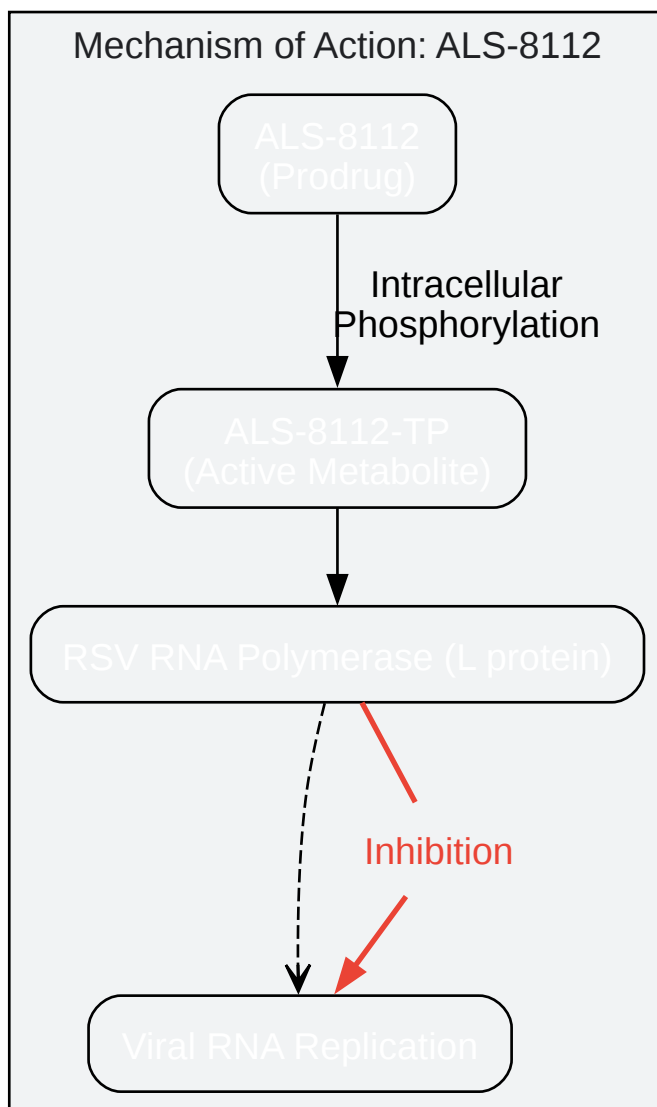 Mechanism of Action: ALS-8112
ALS-8112
(Prodrug)
Intracellular
Phosphorylation
ALS-8112-TP
(Active Metabolite)
RSV RNA Polymerase (L protein)
Inhibition
Viral RNA Replication